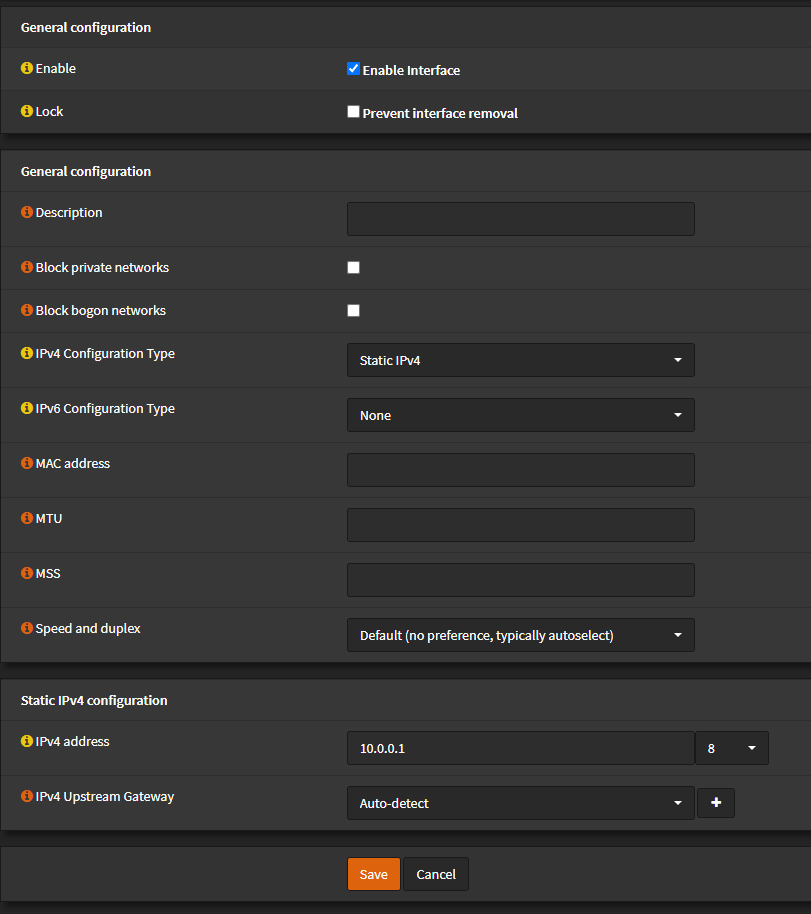 General configuration
Enable
Enable Interface
Lock
Prevent interface removal
General configuration
Description
Block private networks
Block bogon networks
IPv4 Configuration Type
Static IPv4
IPv6 Configuration Type
None
MAC address
MTU
MSS
Speed and duplex
Default (no preference, typically autoselect)
Static IPv4 configuration
IPv4 address
10.0.0.1
8
IPv4 Upstream Gateway
Auto-detect
Save
Cancel